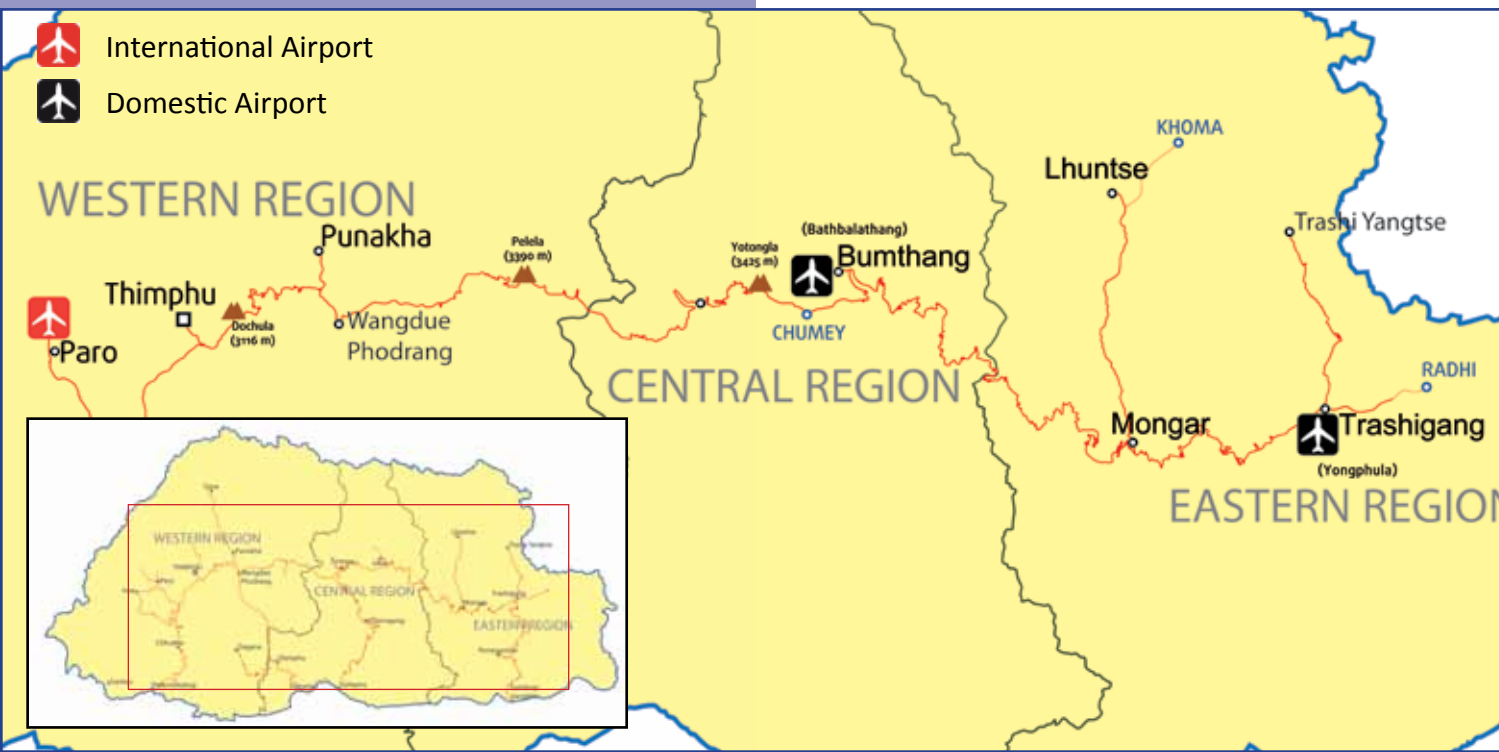 International Airport
Domestic Airport
KHOMA
Lhuntse
WESTERN REGION
Punakha
Trashi Yangtse
(Bathbalathang)
Bumthang
Pelela
(3390 m)
Yotongla
(3425 m)
Thimphu
Dochula
(3116 m)
Wangdue
Phodrang
CHUMEY
Paro
CENTRAL REGION
RADHI
Mongar
Trashigang
(Yongphula)
EASTERN REGION
WESTERN REGION
CENTRAL REGION
EASTERN REGION